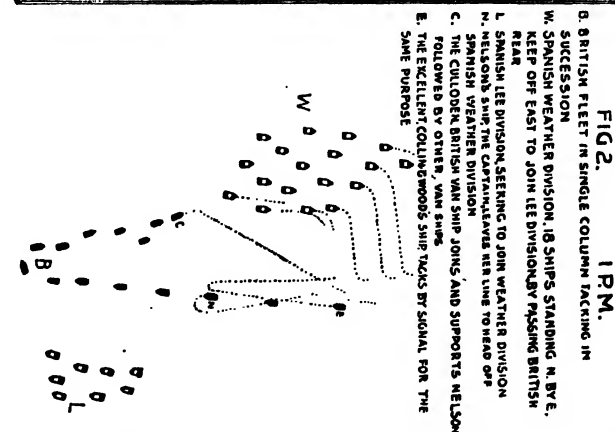 FIG 2. 1 P.M.
B. BRITISH FLEET IN SINGLE COLUMN TACKING IN
SUCCESSION
W. SPANISH WEATHER DIVISION, 18 SHIPS STANDING N. BY E,
KEEP OFF EAST TO JOIN LEE DIVISION, BY PASSING BRITISH
REAR
L SPANISH LEE DIVISION, SEEKING TO JOIN WEATHER DIVISION
N. NELSON'S SHIP, THE CAPTAIN, LEAVES HER LINE TO HEAD OFF
SPANISH WEATHER DIVISION
C. THE CULLODEN, BRITISH VAN SHIP JOINS AND SUPPORTS NELSON
FOLLOWED BY OTHER, VAN SHIPS
E. THE EXCELLENT, COLLINGWOOD'S SHIP TACKS BY SIGNAL FOR THE
SAME PURPOSE
W
C
B
N
E
L